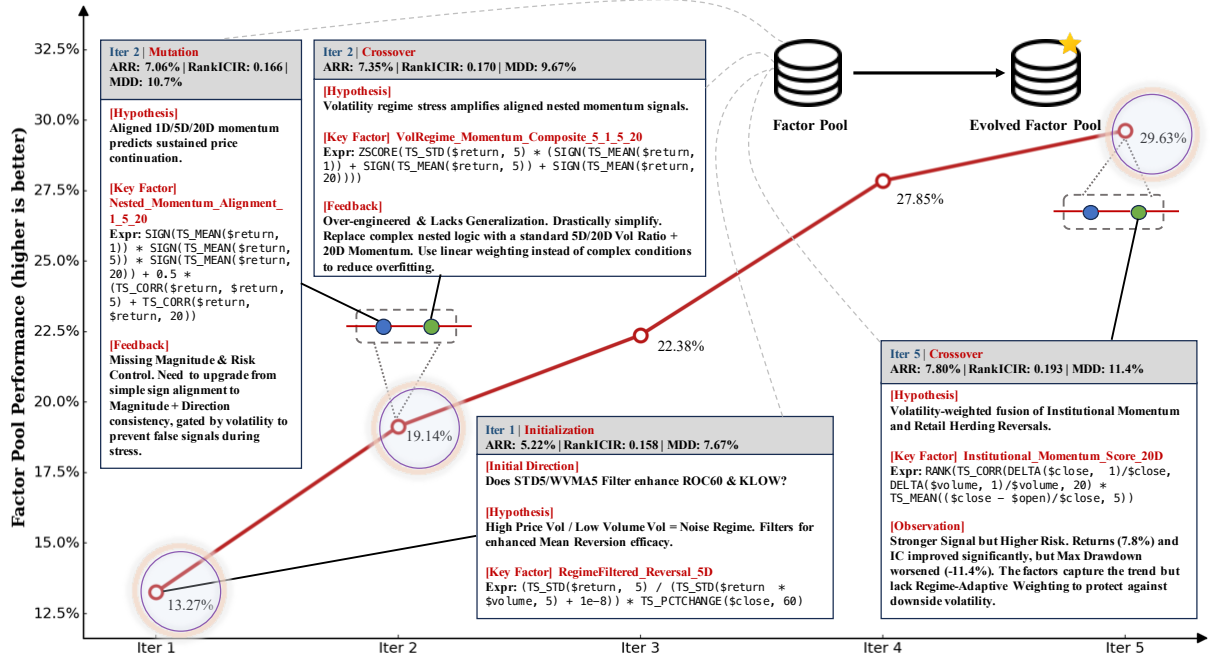 Factor Pool Performance (higher is better)
32.5%
30.0%
27.5%
25.0%
22.5%
20.0%
17.5%
15.0%
12.5%
Iter 2 | Mutation
ARR: 7.06% | RankICIR: 0.166 |
MDD: 10.7%
[Hypothesis]
Aligned 1D/5D/20D momentum
predicts sustained price
continuation.
[Key Factor]
Nested_Momentum_Alignment_
1_5_20
Expr: SIGN(TS_MEAN($return,
1)) * SIGN(TS_MEAN($return,
5)) * SIGN(TS_MEAN($return,
20)) + 0.5 *
(TS_CORR($return, $return,
5) + TS_CORR($return,
$return, 20))
[Feedback]
Missing Magnitude & Risk
Control. Need to upgrade from
simple sign alignment to
Magnitude + Direction
consistency, gated by volatility to
prevent false signals during
stress.
Iter 2 | Crossover
ARR: 7.35% | RankICIR: 0.170 | MDD: 9.67%
[Hypothesis]
Volatility regime stress amplifies aligned nested momentum signals.
[Key Factor] VolRegime_Momentum_Composite_5_1_5_20
Expr: ZSCORE(TS_STD($return, 5) * (SIGN(TS_MEAN($return,
1)) + SIGN(TS_MEAN($return, 5)) + SIGN(TS_MEAN($return,
20))))
[Feedback]
Over-engineered & Lacks Generalization. Drastically simplify.
Replace complex nested logic with a standard 5D/20D Vol Ratio +
20D Momentum. Use linear weighting instead of complex conditions
to reduce overfitting.
Factor Pool
Evolved Factor Pool
29.63%
27.85%
22.38%
19.14%
13.27%
Iter 1 | Initialization
ARR: 5.22% | RankICIR: 0.158 | MDD: 7.67%
[Initial Direction]
Does STD5/WVMA5 Filter enhance ROC60 & KLOW?
[Hypothesis]
High Price Vol / Low Volume Vol = Noise Regime. Filters for
enhanced Mean Reversion efficacy.
[Key Factor] RegimeFiltered_Reversal_5D
Expr: (TS_STD($return, 5) / (TS_STD($return *
$volume, 5) + 1e-8)) * TS_PCTCHANGE($close, 60)
Iter 5 | Crossover
ARR: 7.80% | RankICIR: 0.193 | MDD: 11.4%
[Hypothesis]
Volatility-weighted fusion of Institutional Momentum
and Retail Herding Reversals.
[Key Factor] Institutional_Momentum_Score_20D
Expr: RANK(TS_CORR(DELTA($close, 1)/$close,
DELTA($volume, 1)/$volume, 20) *
TS_MEAN(($close − $open)/$close, 5))
[Observation]
Stronger Signal but Higher Risk. Returns (7.8%) and
IC improved significantly, but Max Drawdown
worsened (-11.4%). The factors capture the trend but
lack Regime-Adaptive Weighting to protect against
downside volatility.
Iter 1
Iter 2
Iter 3
Iter 4
Iter 5